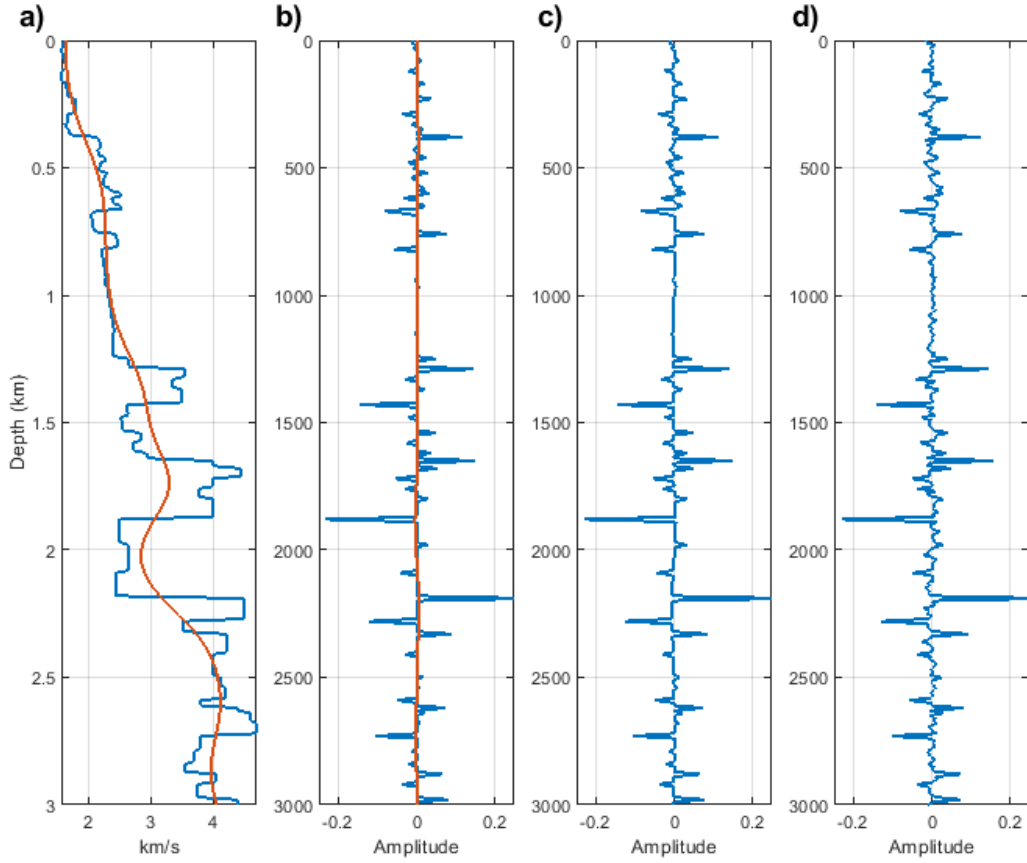 a) b) c) d)
0 0 0 0
0.5 500 500 500
1 1000 1000 1000
1.5 1500 1500 1500
2 2000 2000 2000
2.5 2500 2500 2500
3 3000 3000 3000
Depth (km)
2 3 4 -0.2 0 0.2 -0.2 0 0.2 -0.2 0 0.2
km/s Amplitude Amplitude Amplitude